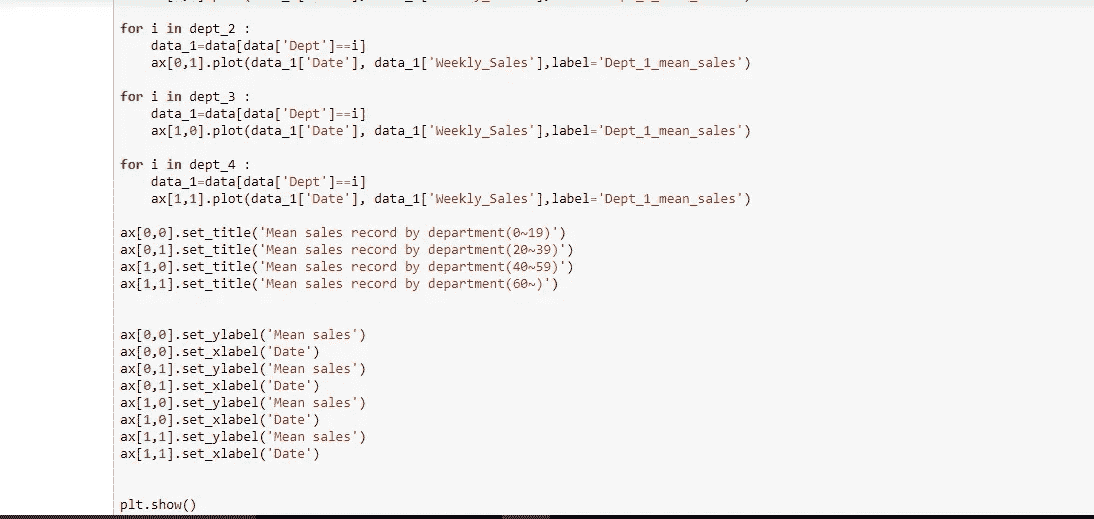 for i in dept_2 :
    data_1=data[data['Dept']==i]
    ax[0,1].plot(data_1['Date'], data_1['Weekly_Sales'],label='Dept_1_mean_sales')
for i in dept_3 :
    data_1=data[data['Dept']==i]
    ax[1,0].plot(data_1['Date'], data_1['Weekly_Sales'],label='Dept_1_mean_sales')
for i in dept_4 :
    data_1=data[data['Dept']==i]
    ax[1,1].plot(data_1['Date'], data_1['Weekly_Sales'],label='Dept_1_mean_sales')
ax[0,0].set_title('Mean sales record by department(0~19)')
ax[0,1].set_title('Mean sales record by department(20~39)')
ax[1,0].set_title('Mean sales record by department(40~59)')
ax[1,1].set_title('Mean sales record by department(60~)')
ax[0,0].set_ylabel('Mean sales')
ax[0,0].set_xlabel('Date')
ax[0,1].set_ylabel('Mean sales')
ax[0,1].set_xlabel('Date')
ax[1,0].set_ylabel('Mean sales')
ax[1,0].set_xlabel('Date')
ax[1,1].set_ylabel('Mean sales')
ax[1,1].set_xlabel('Date')
plt.show()